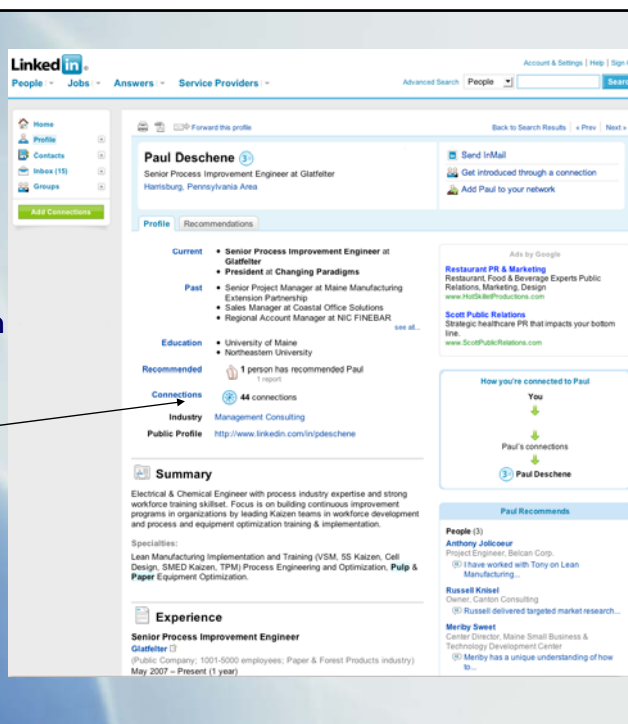 Linked in
Account & Settings | Help | Sign
People Jobs Answers Service Providers
Advanced Search People Sear
Home
Profile
Contacts
Inbox (15)
Groups
Add Connections
Forward this profile
Back to Search Results « Prev Next »
Paul Deschene 3
Senior Process Improvement Engineer at Glatfelter
Harrisburg, Pennsylvania Area
Send InMail
Get introduced through a connection
Add Paul to your network
Profile Recommendations
Current
• Senior Process Improvement Engineer at
Glatfelter
• President at Changing Paradigms
Past
• Senior Project Manager at Maine Manufacturing
Extension Partnership
• Sales Manager at Coastal Office Solutions
• Regional Account Manager at NIC FINEBAR
see all...
Education
• University of Maine
• Northeastern University
Recommended
1 person has recommended Paul
1 report
Connections
44 connections
Industry
Management Consulting
Public Profile
http://www.linkedin.com/in/pdeschene
Summary
Electrical & Chemical Engineer with process industry expertise and strong
workforce training skillset. Focus is on building continuous improvement
programs in organizations by leading Kaizen teams in workforce development
and process and equipment optimization training & implementation.
Specialties:
Lean Manufacturing Implementation and Training (VSM, 5S Kaizen, Cell
Design, SMED Kaizen, TPM) Process Engineering and Optimization, Pulp &
Paper Equipment Optimization.
Experience
Senior Process Improvement Engineer
Glatfelter
(Public Company; 1001-5000 employees; Paper & Forest Products industry)
May 2007 – Present (1 year)
Ads by Google
Restaurant PR & Marketing
Restaurant, Food & Beverage Experts Public
Relations, Marketing, Design
www.HotSkilletProductions.com
Scott Public Relations
Strategic healthcare PR that impacts your bottom
line.
www.ScottPublicRelations.com
How you're connected to Paul
You
Paul's connections
3 Paul Deschene
Paul Recommends
People (3)
Anthony Jolicoeur
Project Engineer, Belcan Corp.
I have worked with Tony on Lean
Manufacturing...
Russell Knisel
Owner, Canton Consulting
Russell delivered targeted market research...
Meriby Sweet
Center Director, Maine Small Business &
Technology Development Center
Meriby has a unique understanding of how
to...